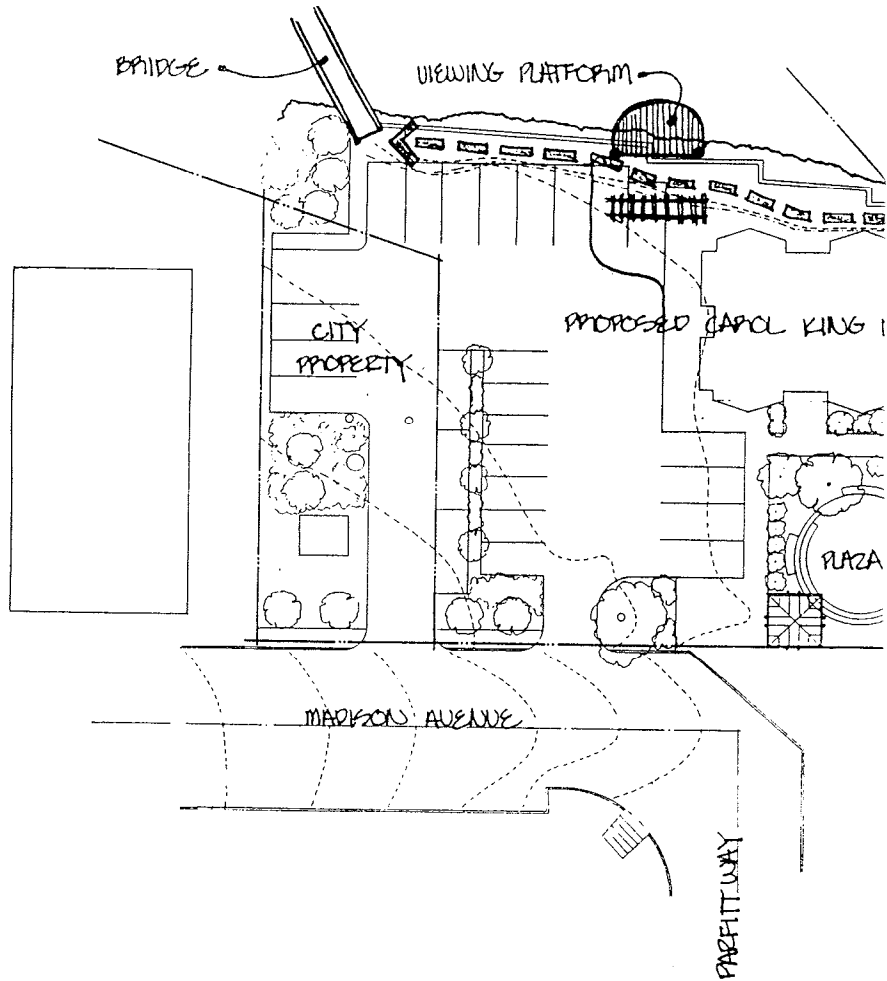 BRIDGE
VIEWING PLATFORM
CITY
PROPERTY
PROPOSED CAROL KING
PLAZA
MADISON AVENUE
PARFITT WAY